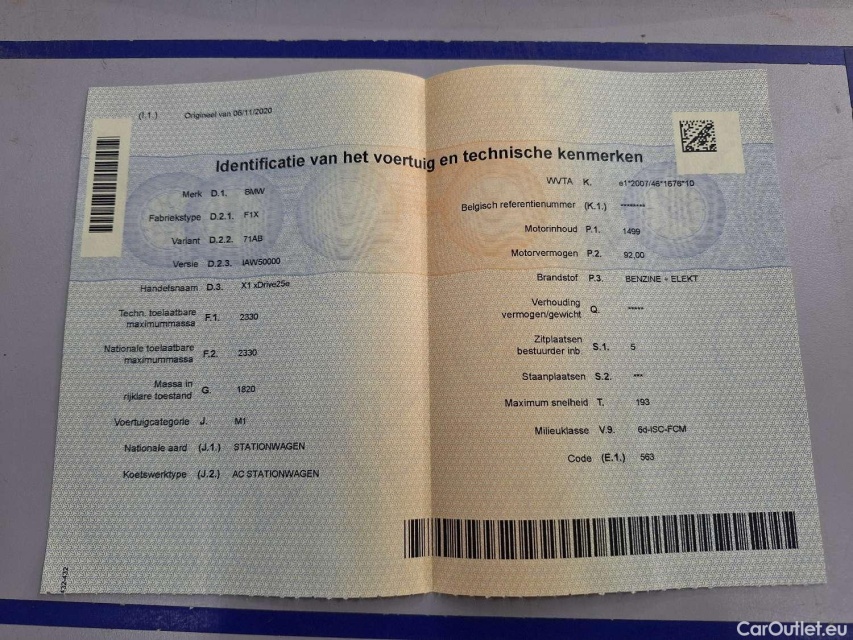 (I.1.) Origineel van 06/11/2020
Identificatie van het voertuig en technische kenmerken
Merk D.1. BMW
Fabriekstype D.2.1. F1X
Variant D.2.2. 71AB
Versie D.2.3. IAW50000
Handelsnaam D.3. X1 xDrive25e
Techn. toelaatbare
maximummassa F.1. 2330
Nationale toelaatbare
maximummassa F.2. 2330
Massa in
rijklare toestand G. 1820
Voertuigcategorie J. M1
Nationale aard (J.1.) STATIONWAGEN
Koetswerktype (J.2.) AC STATIONWAGEN
WVTA K. e1*2007/46*1676*10
Belgisch referentienummer (K.1.) ********
Motorinhoud P.1. 1499
Motorvermogen P.2. 92,00
Brandstof P.3. BENZINE + ELEKT
Verhouding
vermogen/gewicht Q. *****
Zitplaatsen
bestuurder inb. S.1. 5
Staanplaatsen S.2. ***
Maximum snelheid T. 193
Milieuklasse V.9. 6d-ISC-FCM
Code (E.1.) 563
CarOutlet.eu